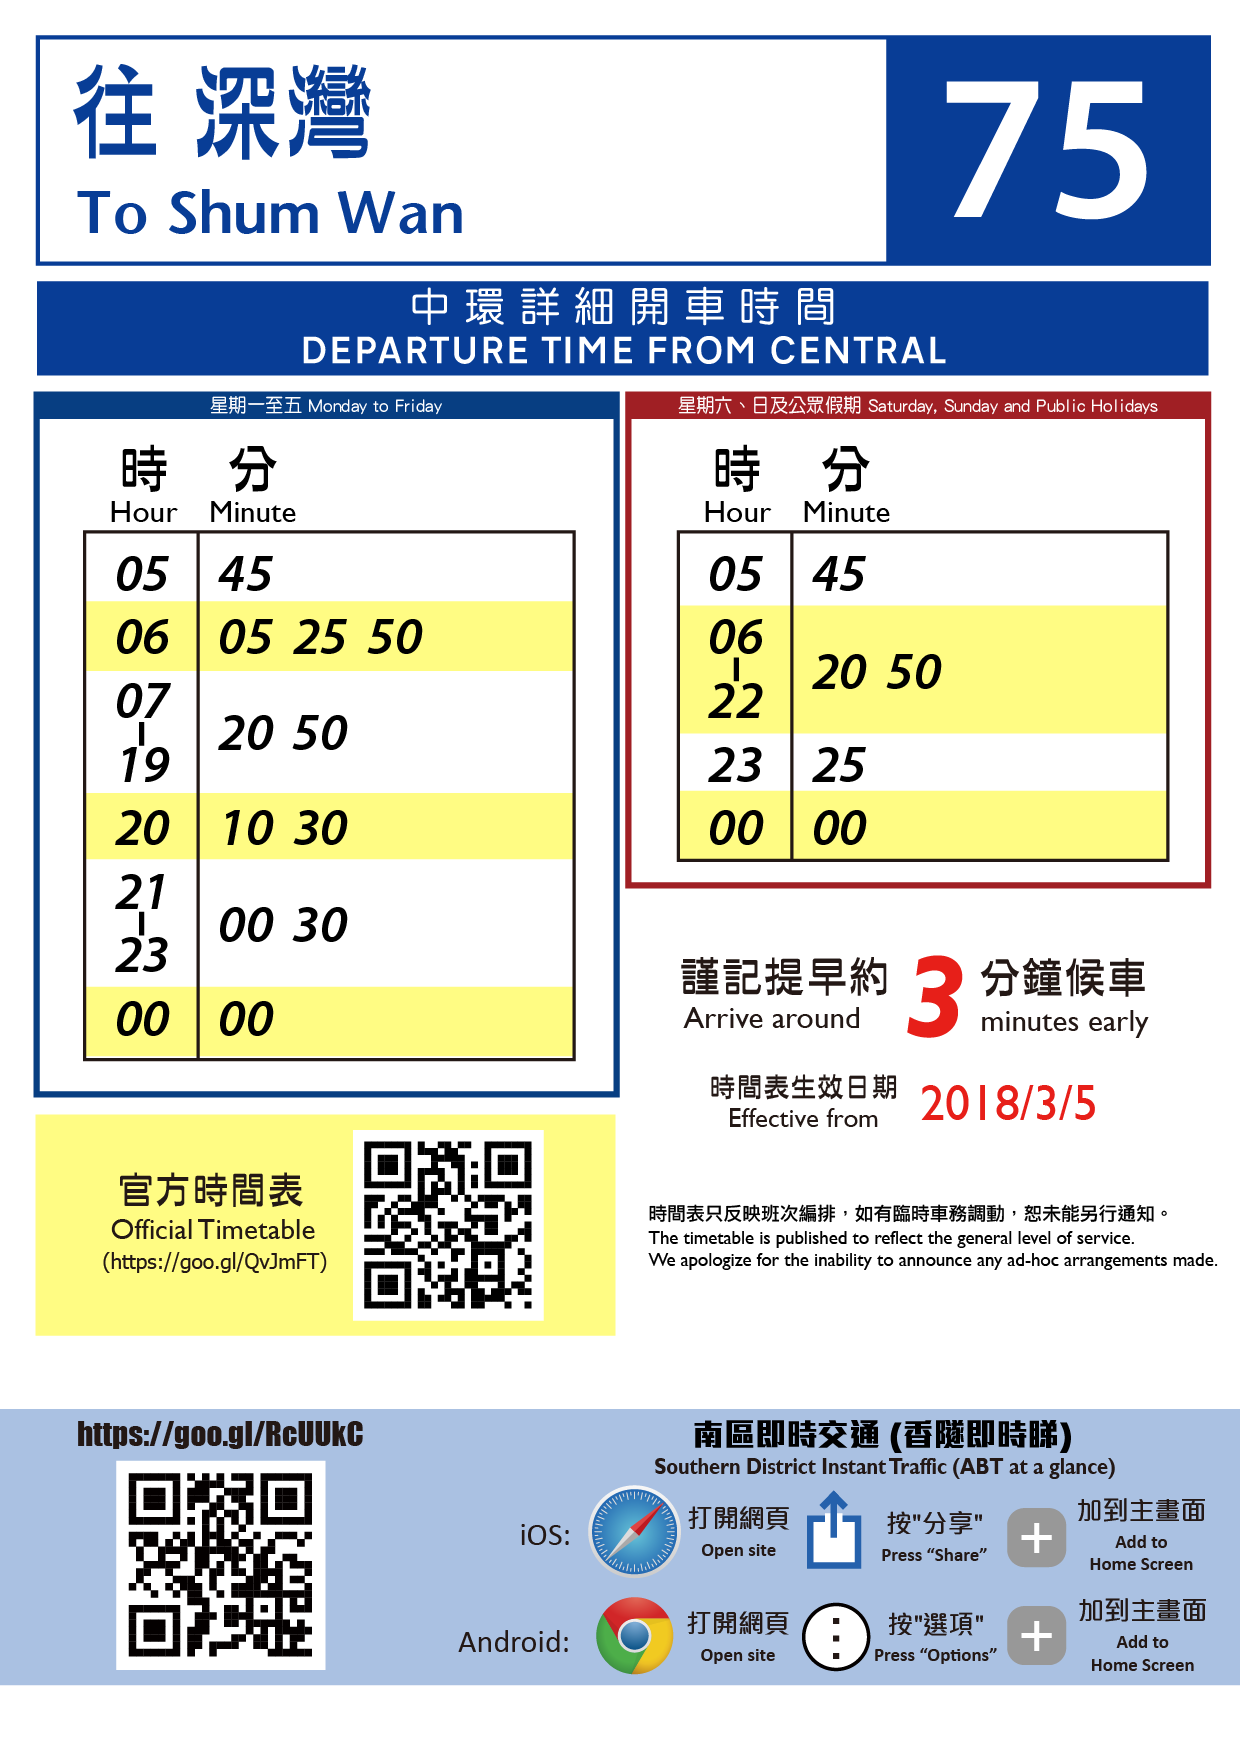 往 深灣
To Shum Wan
75
中環詳細開車時間
DEPARTURE TIME FROM CENTRAL
星期一至五 Monday to Friday
時 分
Hour Minute
05 45
06 05 25 50
07
|
19
20 50
20 10 30
21
|
23
00 30
00 00
星期六、日及公眾假期 Saturday, Sunday and Public Holidays
時 分
Hour Minute
05 45
06
|
22
20 50
23 25
00 00
謹記提早約 3 分鐘候車
Arrive around minutes early
時間表生效日期
Effective from
2018/3/5
官方時間表
Official Timetable
(https://goo.gl/QvJmFT)
時間表只反映班次編排，如有臨時車務調動，恕未能另行通知。
The timetable is published to reflect the general level of service.
We apologize for the inability to announce any ad-hoc arrangements made.
https://goo.gl/RcUUkC
南區即時交通 (香隧即時睇)
Southern District Instant Traffic (ABT at a glance)
iOS:
打開網頁
Open site
按"分享"
Press “Share”
加到主畫面
Add to
Home Screen
Android:
打開網頁
Open site
按"選項"
Press “Options”
加到主畫面
Add to
Home Screen